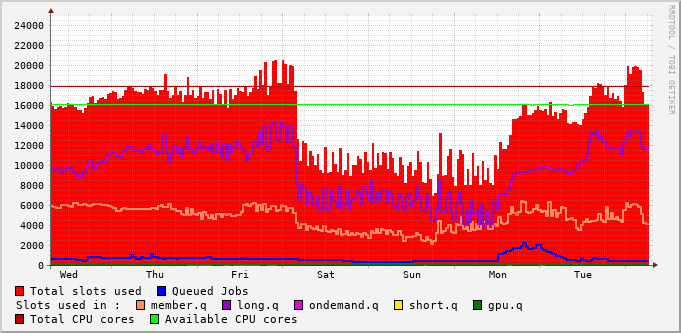 RRDTOOL / TOBI OETIKER
24000
22000
20000
18000
16000
14000
12000
10000
8000
6000
4000
2000
0
Wed Thu Fri Sat Sun Mon Tue
Total slots used Queued Jobs
Slots used in : member.q long.q ondemand.q short.q gpu.q
Total CPU cores Available CPU cores